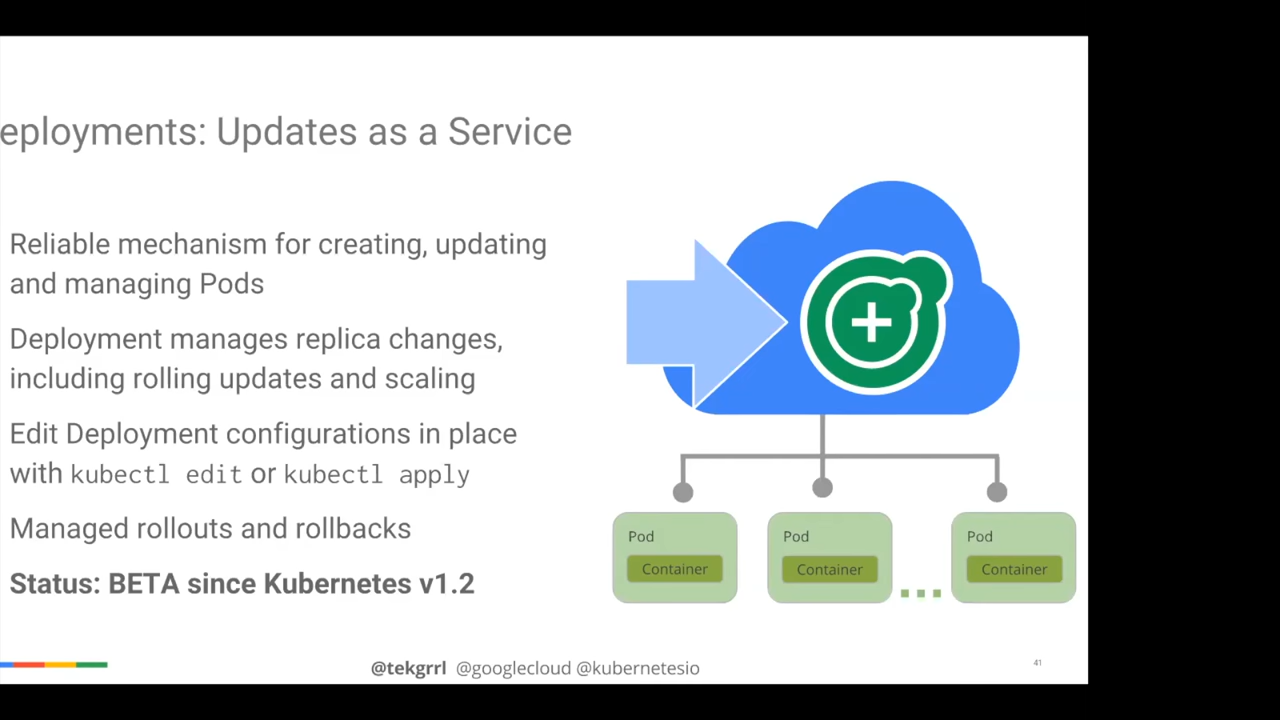 eployments: Updates as a Service
Reliable mechanism for creating, updating
and managing Pods
Deployment manages replica changes,
including rolling updates and scaling
Edit Deployment configurations in place
with kubectl edit or kubectl apply
Managed rollouts and rollbacks
Status: BETA since Kubernetes v1.2
Pod
Container
Pod
Container
Pod
Container
@tekgrrl @googlecloud @kubernetesio
41